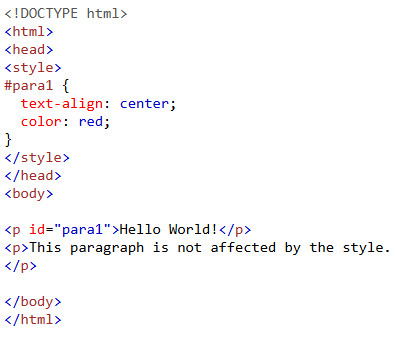 <!DOCTYPE html>
<html>
<head>
<style>
#para1 {
  text-align: center;
  color: red;
}
</style>
</head>
<body>

<p id="para1">Hello World!</p>
<p>This paragraph is not affected by the style.
</p>

</body>
</html>